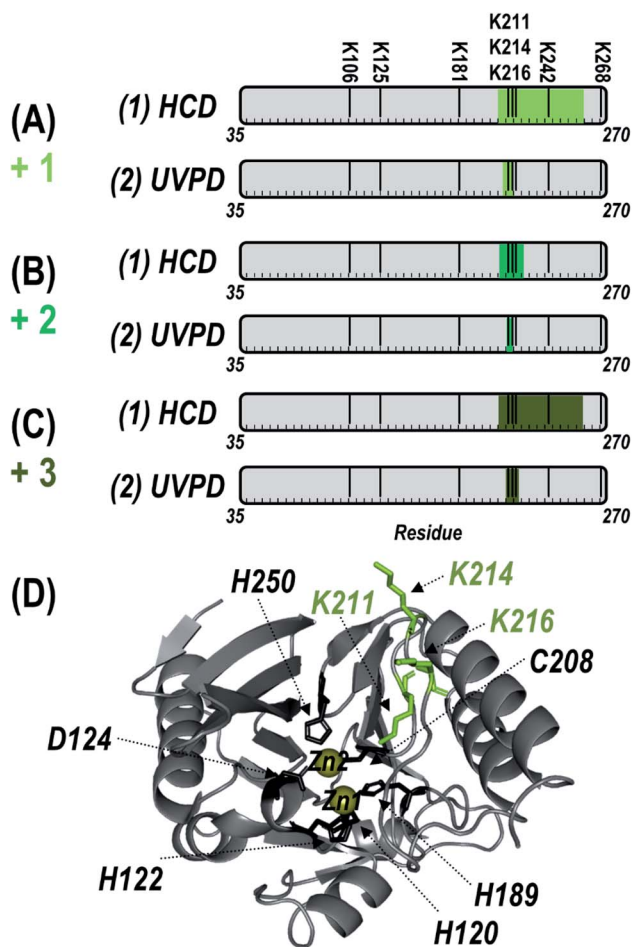 K211
K214
K106 K125 K181 K216 K242 K268
(A) (1) HCD
+ 1 35 270
(2) UVPD
35 270
(B) (1) HCD
+ 2 35 270
(2) UVPD
35 270
(C) (1) HCD
+ 3 35 270
(2) UVPD
35 270
Residue
(D) K214
H250 K211
K216
C208
D124
Zn2
Zn
H122 H189
H120